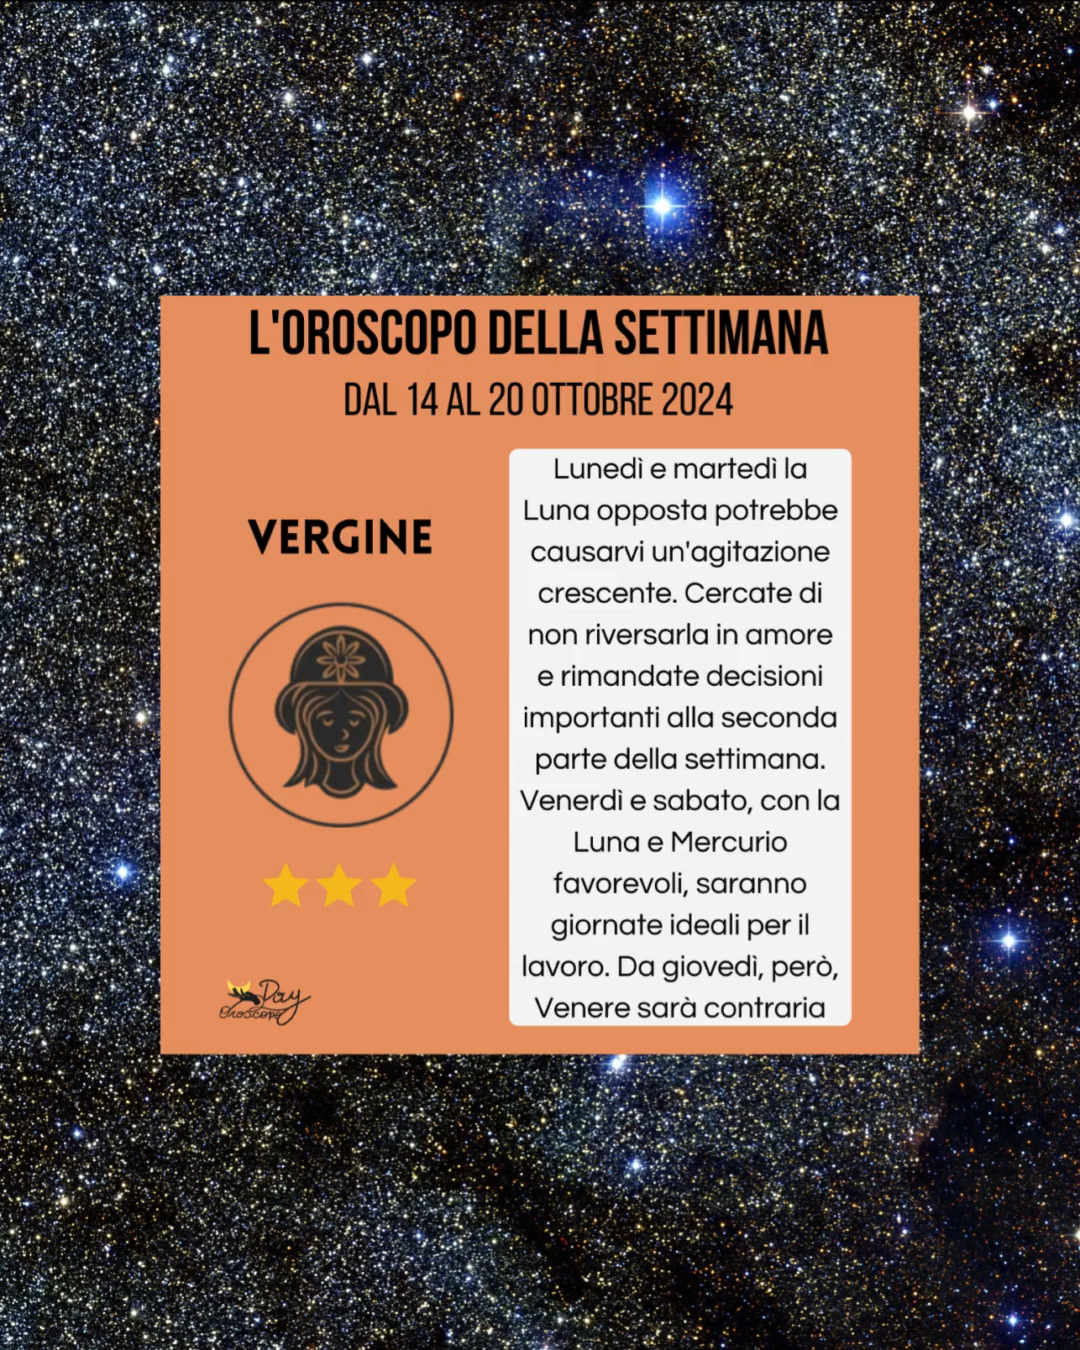 L'OROSCOPO DELLA SETTIMANA
DAL 14 AL 20 OTTOBRE 2024
VERGINE
Lunedì e martedì la
Luna opposta potrebbe
causarvi un'agitazione
crescente. Cercate di
non riversarla in amore
e rimandate decisioni
importanti alla seconda
parte della settimana.
Venerdì e sabato, con la
Luna e Mercurio
favorevoli, saranno
giornate ideali per il
lavoro. Da giovedì, però,
Venere sarà contraria
Day
Oroscopo